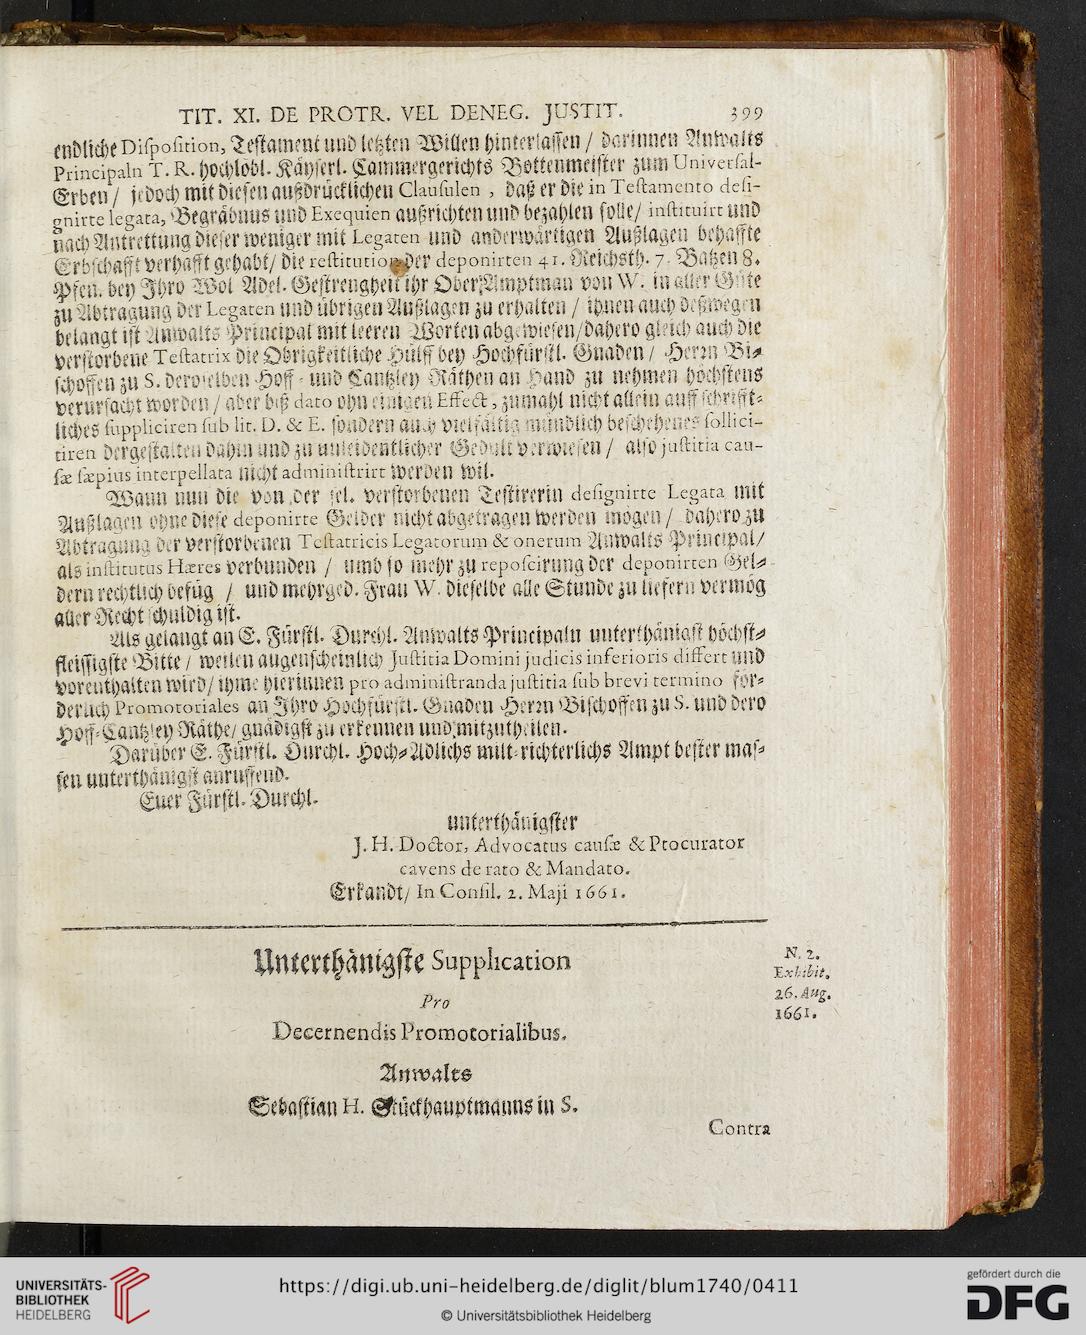 TIT. XI. DE PROTR. VEL DENEG. JUSTIT. 399
endliche Disposition, Testament und letzten Willen hinterlassen / darinnen Anwalts
Principaln T. R. hochlöbl. Käyserl. Cammergerichts Bottenmeister zum Universal-
Erben / jedoch mit diesen außdrücklichen Clausulen, daß er die in Testamento desi-
gnirte legata, Begräbnus und Exequien außrichten und bezahlen solle / instituirt und
nach Antrettung dieser weniger mit Legaten und anderwärtigen Außlagen behaffte
Erbschafft verhafft gehabt / die restitution der deponirten 41. Reichsth. 7. Batzen 8.
Pfen. bey Ihro Wol Adel. Gestrengheit ihr Ober-Amptman von W. in aller Güte
zu Abtragung der Legaten und übrigen Außlagen zu erhalten / ihnen auch deßwegen
belangt ist Anwalts Principal mit leeren Worten abgewiesen / dahero gleich auch die
verstorbene Testatrix die Obrigkeitliche Hülff bey Hochfürstl. Gnaden / Herrn Bi-
schoffen zu S. deroselben Hoff- und Cantzley Räthen an Hand zu nehmen höchstens
verursacht worden / aber biß dato ohn einigen Effect, zumahl nicht allein auff schrifft-
liches suppliciren sub lit. D. & E. sondern auch vielfältig mündlich beschehenes sollici-
tiren dergestalten dahin und zu unleidentlicher Gedult verwiesen / also justitia cau-
sæ sæpius interpellata nicht administrirt werden wil.
Wann nun die von der sel. verstorbenen Testirerin designirte Legata mit
Außlagen ohne diese deponirte Gelder nicht abgetragen werden mögen / dahero zu
Abtragung der verstorbenen Testatricis Legatorum & onerum Anwalts Principal /
als institutus Hæres verbunden / umb so mehr zu reposcirung der deponirten Gel-
dern rechtlich befüg / und mehrged. Frau W. dieselbe alle Stunde zu liefern vermög
aller Recht schuldig ist.
Als gelangt an E. Fürstl. Durchl. Anwalts Principaln unterthänigst höchst-
fleissigste Bitte / weilen augenscheinlich Justitia Domini judicis inferioris differt und
vorenthalten wird / ihme hierinnen pro administranda justitia sub brevi termino för-
derlich Promotoriales an Ihro Hochfürstl. Gnaden Herrn Bischoffen zu S. und dero
Hoff-Cantzley Räthe / gnädigst zu erkennen und mitzutheilen.
Darüber E. Fürstl. Durchl. Hoch-Adlichs milt-richterlichs Ampt bester mas-
sen unterthänigst anruffend.
Euer Fürstl. Durchl.
unterthänigster
J. H. Doctor, Advocatus causæ & Procurator
cavens de rato & Mandato.
Erkandt / In Consil. 2. Maji 1661.
Unterthänigste Supplication
Pro
Decernendis Promotorialibus.
Anwalts
Sebastian H. Stückhauptmanns in S.
Contra
N. 2.
Exhibit.
26. Aug.
1661.
UNIVERSITÄTS-
BIBLIOTHEK
HEIDELBERG
https://digi.ub.uni-heidelberg.de/diglit/blum1740/0411
© Universitätsbibliothek Heidelberg
gefördert durch die
DFG